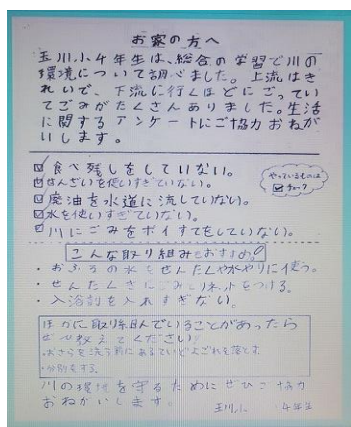 お家の方へ
玉川小4年生は、総合の学習で川の
環境について調べました。上流はき
れいで、下流に行くほどにごってい
てごみがたくさんありました。生活
に関するアンケートにご協力おねが
いします。
☑食べ残しをしていない。
☑せんざいを使いすぎていない。
☑廃油を水道に流していない。
☑水を使いすぎていない。
☑川にごみをポイすてをしていない。
やっているものは
☑チェック
こんな取り組みもおすすめ!
・おふろの水をせんたくや水やりに使う。
・せんたくきにごみとりネットをつける。
・入浴剤を入れすぎない。
ほかに取り組んでいることがあったら
ぜひ教えてください。
・おさらを洗う前にあるていどよごれを落とす。
・分別をする。
川の環境を守るためにぜひご協力
おねがいします。
玉川小 4年生